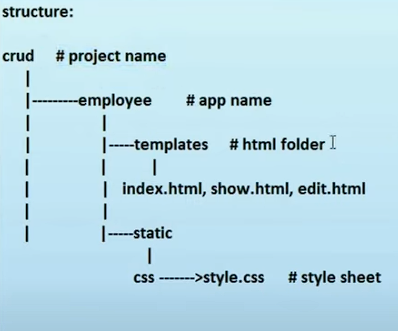 structure:
crud # project name
|
|---------employee # app name
| |
| |-----templates # html folder
| | |
| | index.html, show.html, edit.html
| |
| |-----static
|
css ------->style.css # style sheet